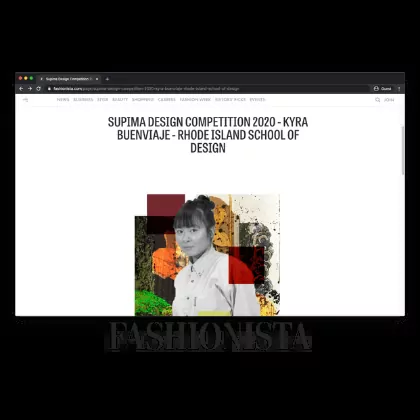 Supima Design Competition 2
fashionista.com/page/supima-design-competition-2020-kyra-buenviaje-rhode-island-school-of-design
Guest
NEWS BUSINESS STYLE BEAUTY SHOPPING CAREERS FASHION WEEK HISTORY EVENTS
SUPIMA DESIGN COMPETITION 2020 - KYRA
BUENVIAJE - RHODE ISLAND SCHOOL OF
DESIGN
FASHIONISTA